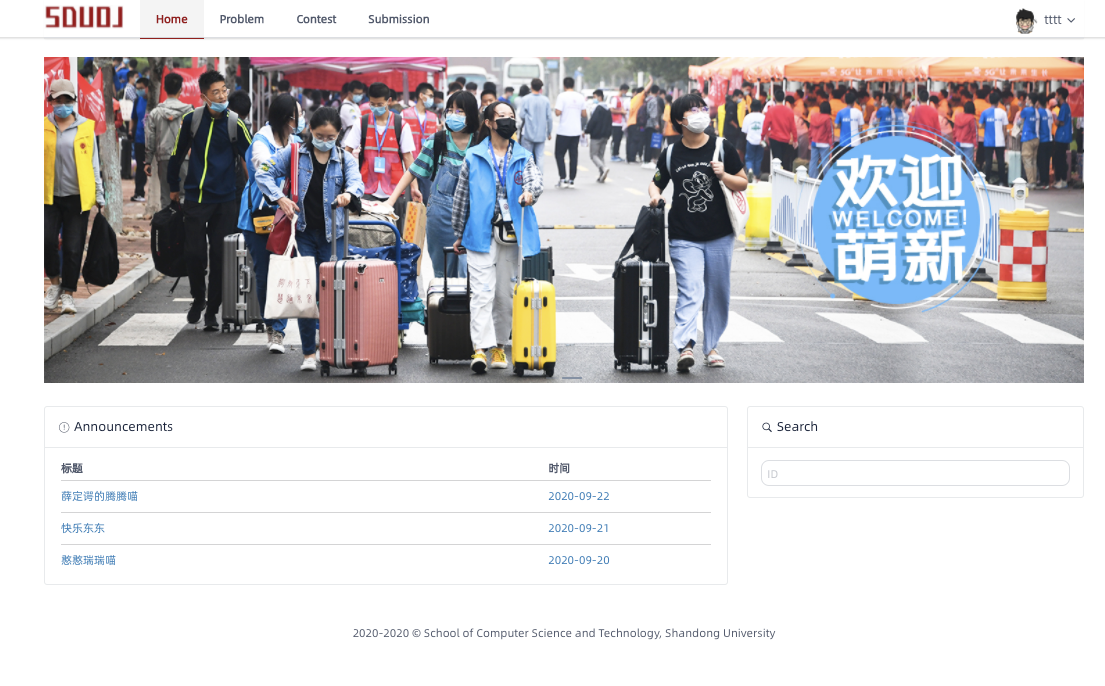 SDUOJ
Home
Problem
Contest
Submission
tttt
欢迎
WELCOME!
萌新
Announcements
标题
时间
薛定谔的腾腾喵
2020-09-22
快乐东东
2020-09-21
憨憨瑞瑞喵
2020-09-20
Search
ID
2020-2020 © School of Computer Science and Technology, Shandong University